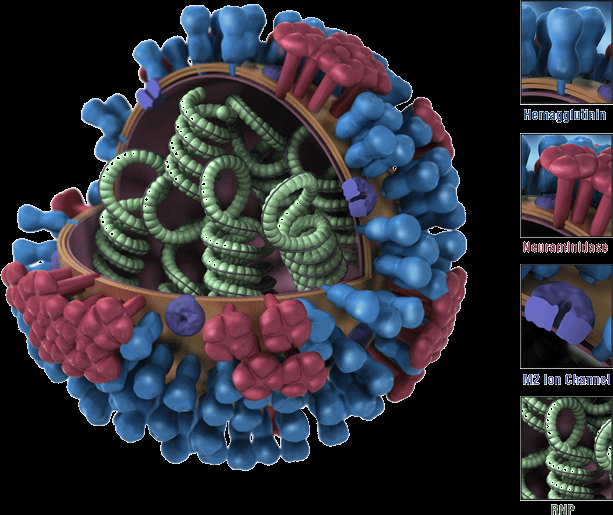 Hemagglutinin
Neuraminidase
M2 Ion Channel
RNP